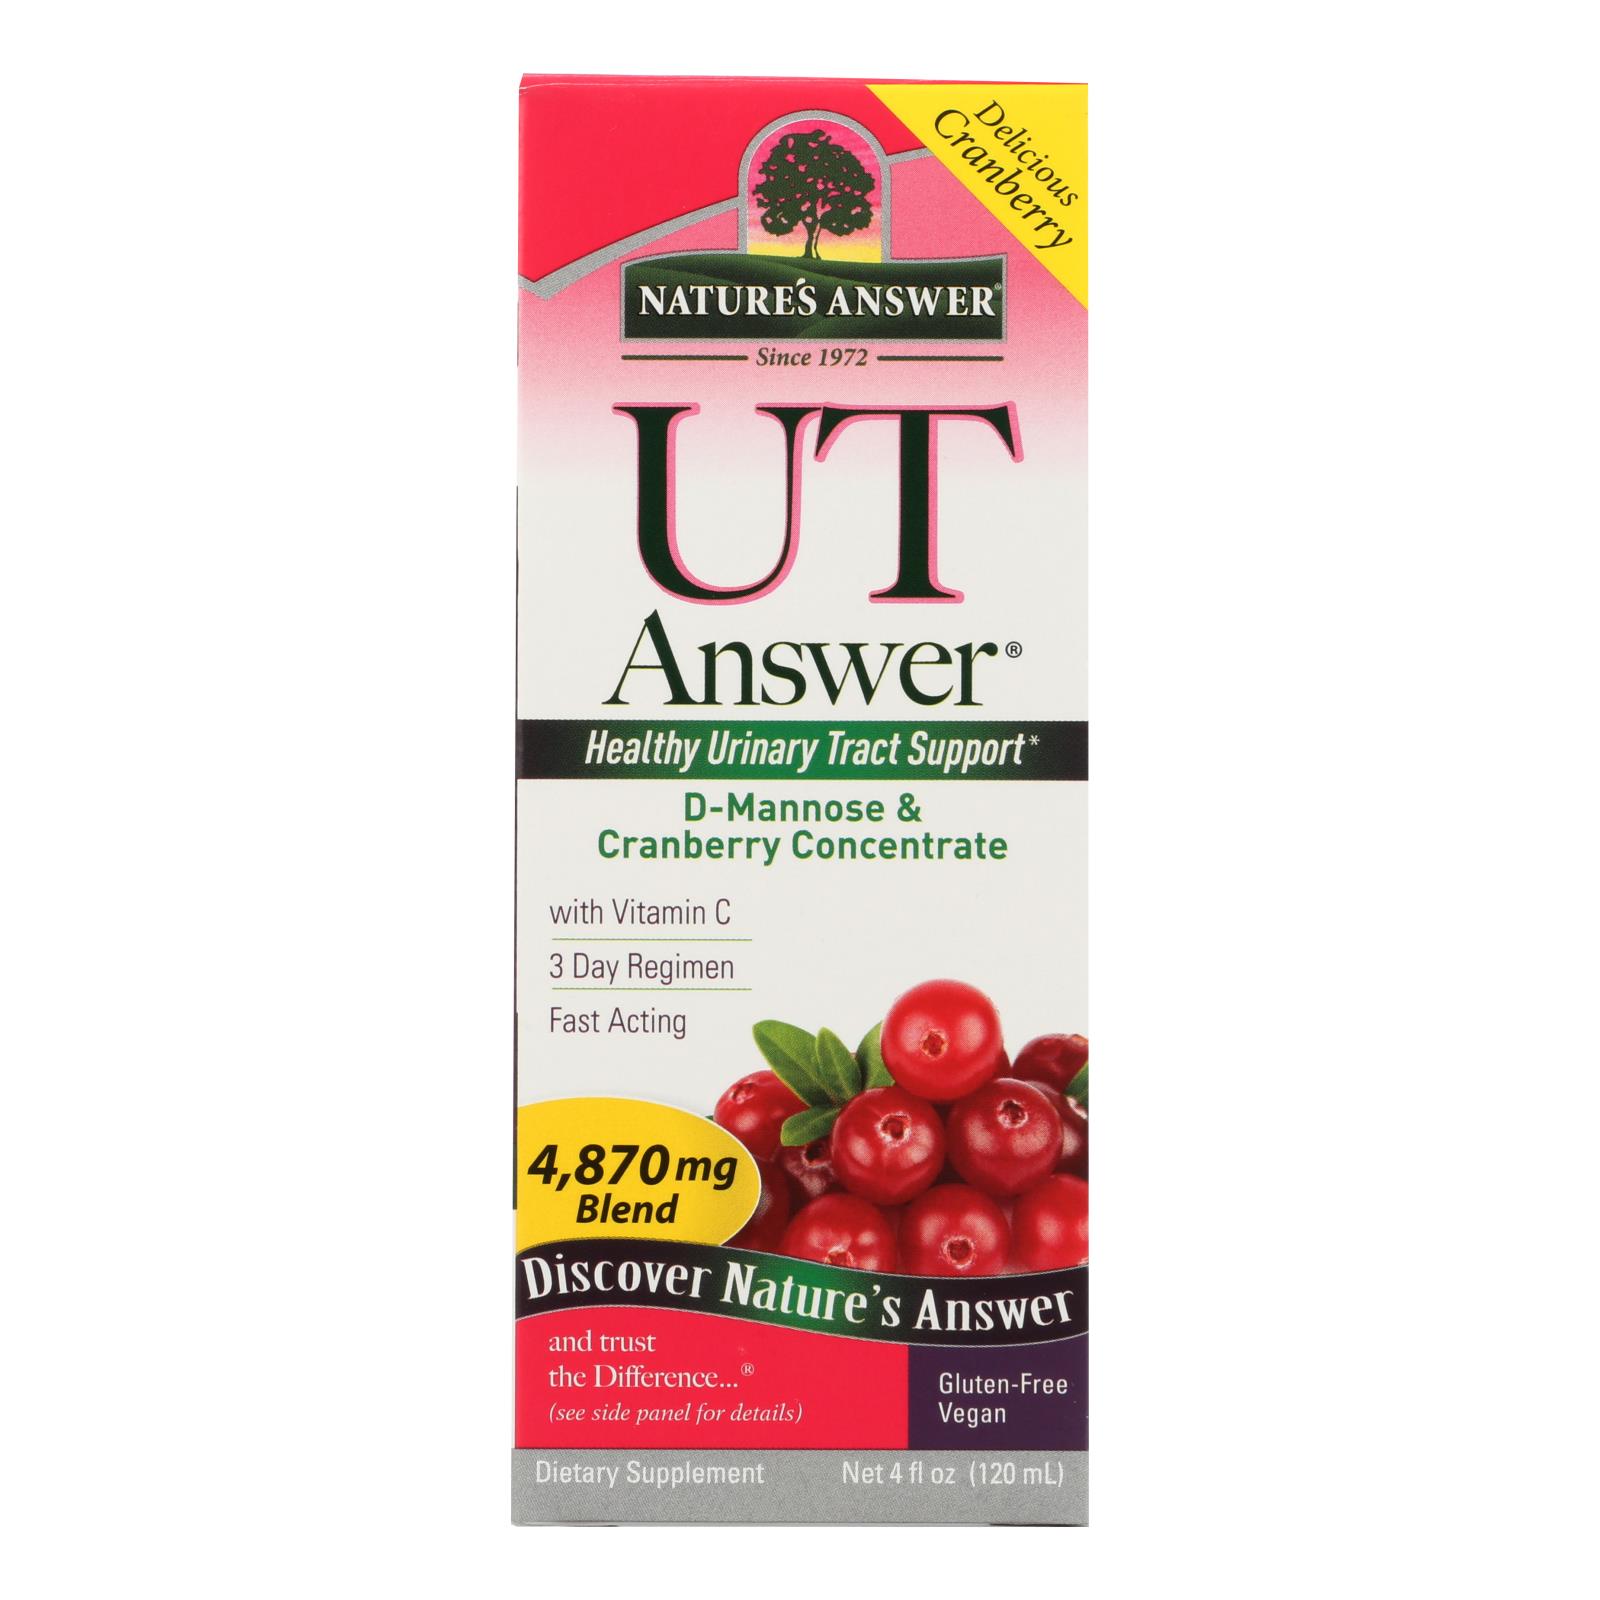 Delicious
Cranberry
NATURE'S ANSWER®
Since 1972
UT
Answer®
Healthy Urinary Tract Support*
D-Mannose &
Cranberry Concentrate
with Vitamin C
3 Day Regimen
Fast Acting
4,870 mg
Blend
Discover Nature's Answer
and trust
the Difference...®
(see side panel for details)
Gluten-Free
Vegan
Dietary Supplement
Net 4 fl oz (120 mL)